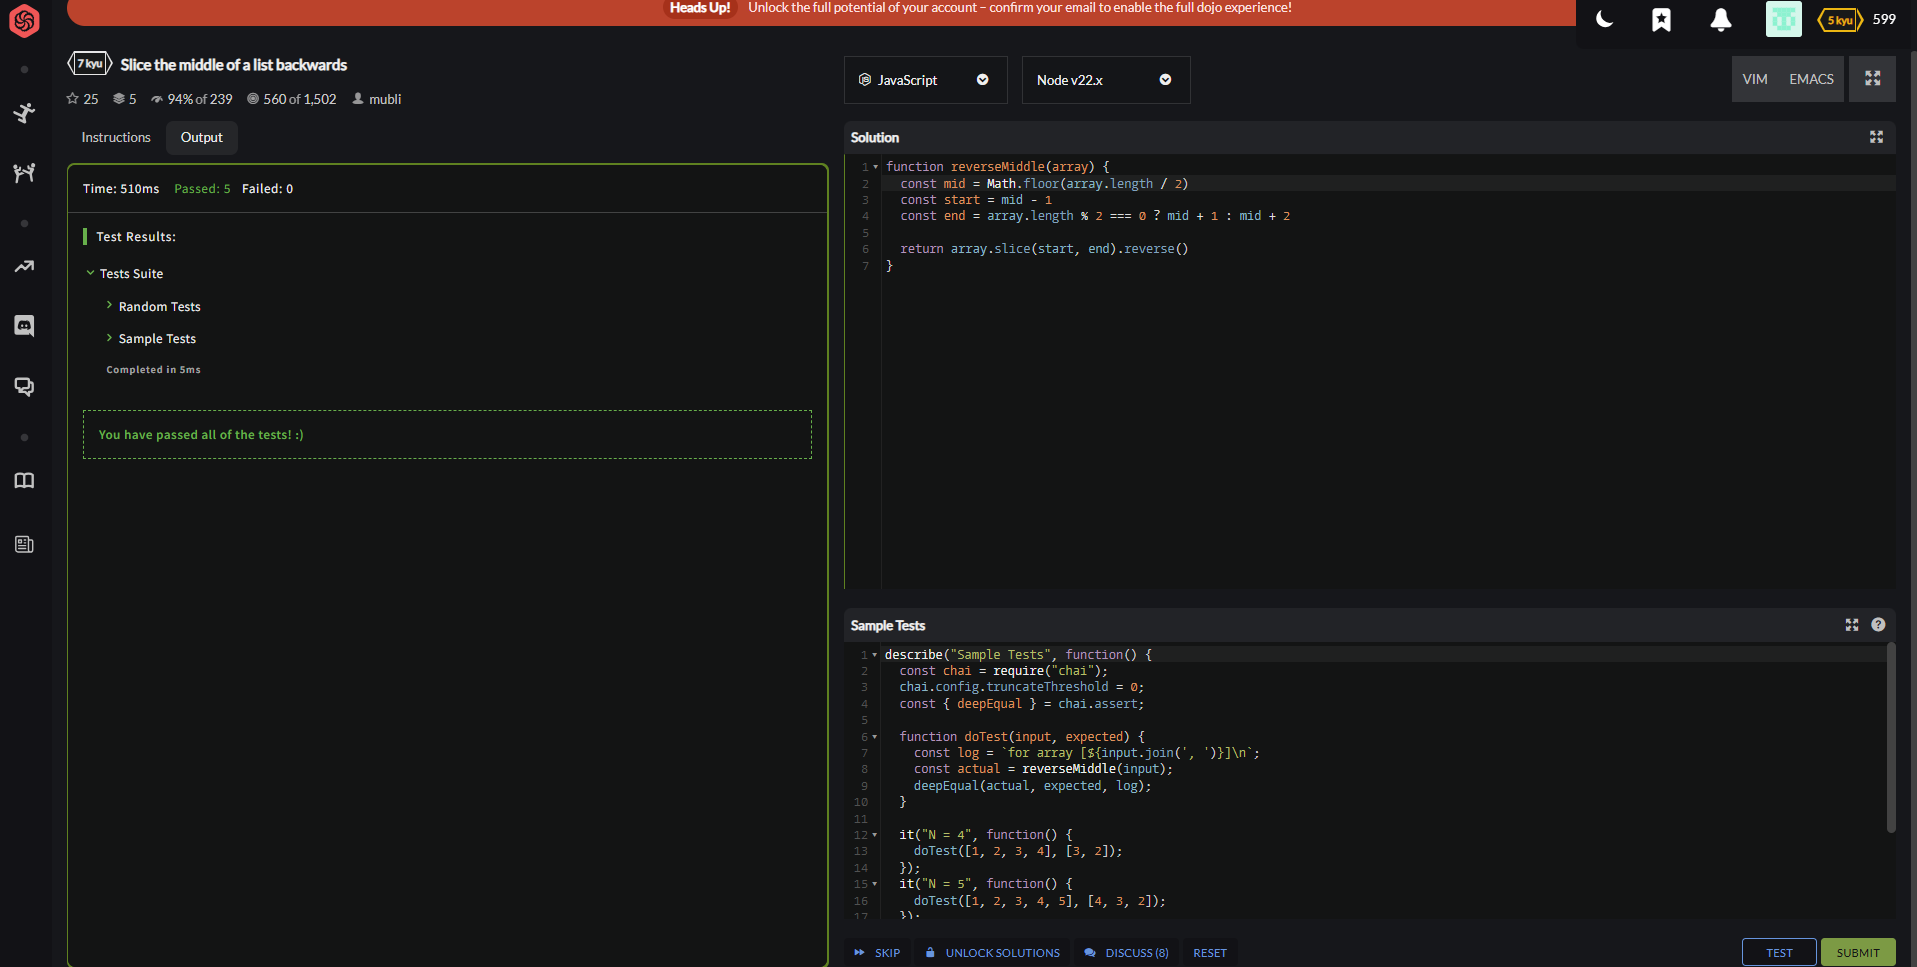 Heads Up! Unlock the full potential of your account – confirm your email to enable the full dojo experience!
5 kyu 599
7 kyu Slice the middle of a list backwards
25 5 94% of 239 560 of 1,502 mubli
Instructions Output
Time: 510ms Passed: 5 Failed: 0
Test Results:
Tests Suite
Random Tests
Sample Tests
Completed in 5ms
You have passed all of the tests! :)
JavaScript Node v22.x VIM EMACS
Solution
1 function reverseMiddle(array) {
2 const mid = Math.floor(array.length / 2)
3 const start = mid - 1
4 const end = array.length % 2 === 0 ? mid + 1 : mid + 2
5
6 return array.slice(start, end).reverse()
7 }
Sample Tests
1 describe("Sample Tests", function() {
2 const chai = require("chai");
3 chai.config.truncateThreshold = 0;
4 const { deepEqual } = chai.assert;
5
6 function doTest(input, expected) {
7 const log = `for array [${input.join(', ')}]\n`;
8 const actual = reverseMiddle(input);
9 deepEqual(actual, expected, log);
10 }
11
12 it("N = 4", function() {
13 doTest([1, 2, 3, 4], [3, 2]);
14 });
15 it("N = 5", function() {
16 doTest([1, 2, 3, 4, 5], [4, 3, 2]);
17 });
SKIP UNLOCK SOLUTIONS DISCUSS (8) RESET TEST SUBMIT